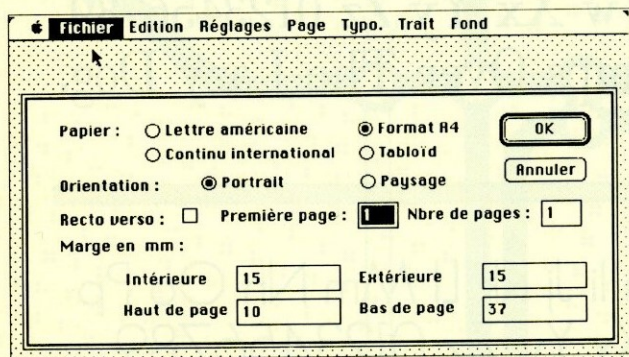 Fichier Edition Réglages Page Typo. Trait Fond
Papier : Lettre américaine Format A4 OK
Continu international Tabloïd Annuler
Orientation : Portrait Paysage
Recto verso : Première page : 1 Nbre de pages : 1
Marge en mm :
Intérieure 15 Extérieure 15
Haut de page 10 Bas de page 37